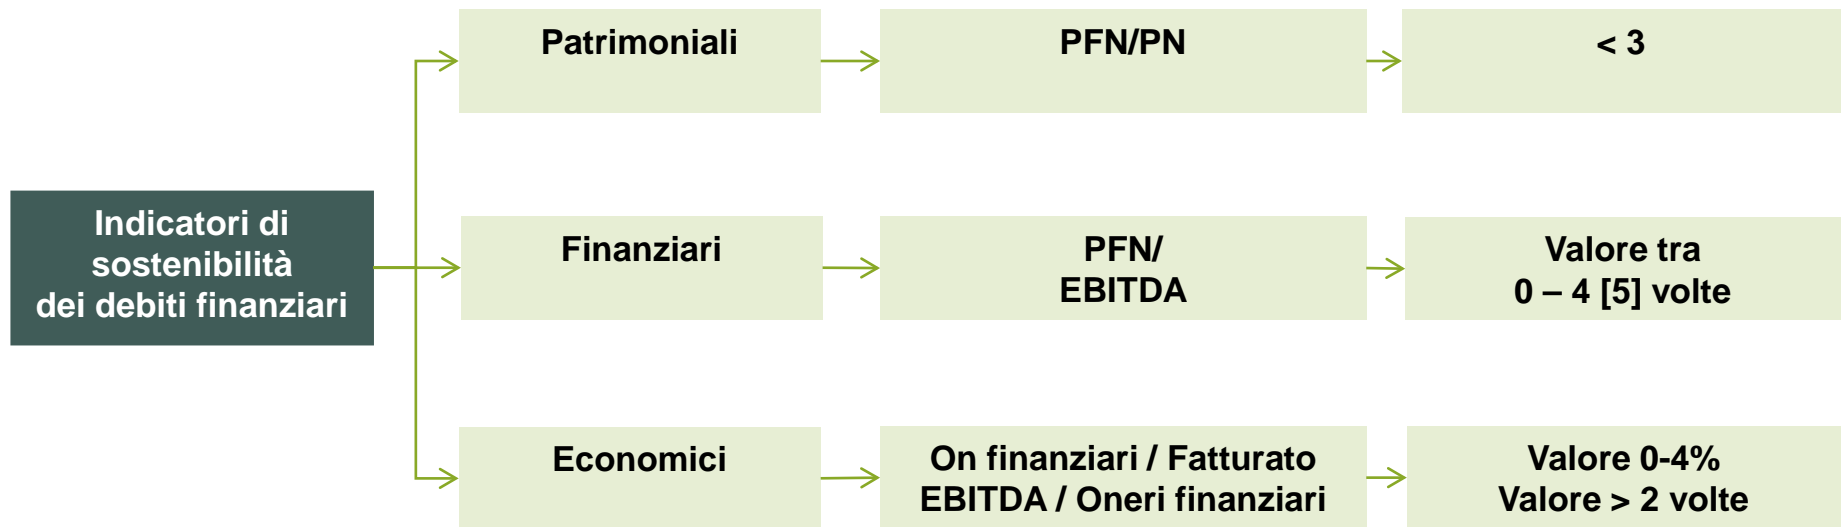 Patrimoniali
PFN/PN
< 3
Indicatori di
sostenibilità
dei debiti finanziari
Finanziari
PFN/
EBITDA
Valore tra
0 – 4 [5] volte
Economici
On finanziari / Fatturato
EBITDA / Oneri finanziari
Valore 0-4%
Valore > 2 volte